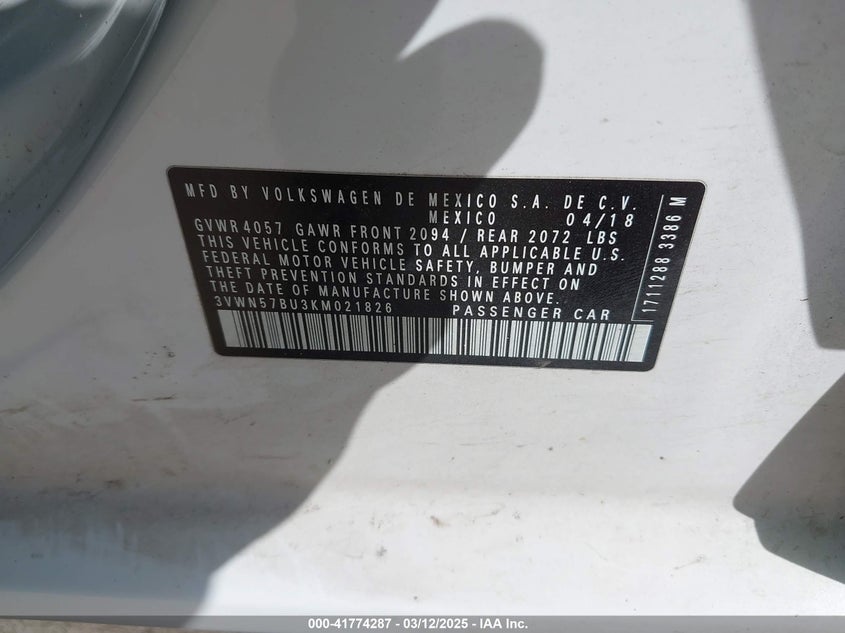 MFD BY VOLKSWAGEN DE MEXICO S.A. DE C.V.
MEXICO 04/18
GVWR 4057 GAWR FRONT 2094 / REAR 2072 LBS
THIS VEHICLE CONFORMS TO ALL APPLICABLE U.S.
FEDERAL MOTOR VEHICLE SAFETY, BUMPER AND
THEFT PREVENTION STANDARDS IN EFFECT ON
THE DATE OF MANUFACTURE SHOWN ABOVE.
3VWN57BU3KM021826 PASSENGER CAR
1711288 3386 M
000-41774287 - 03/12/2025 - IAA Inc.